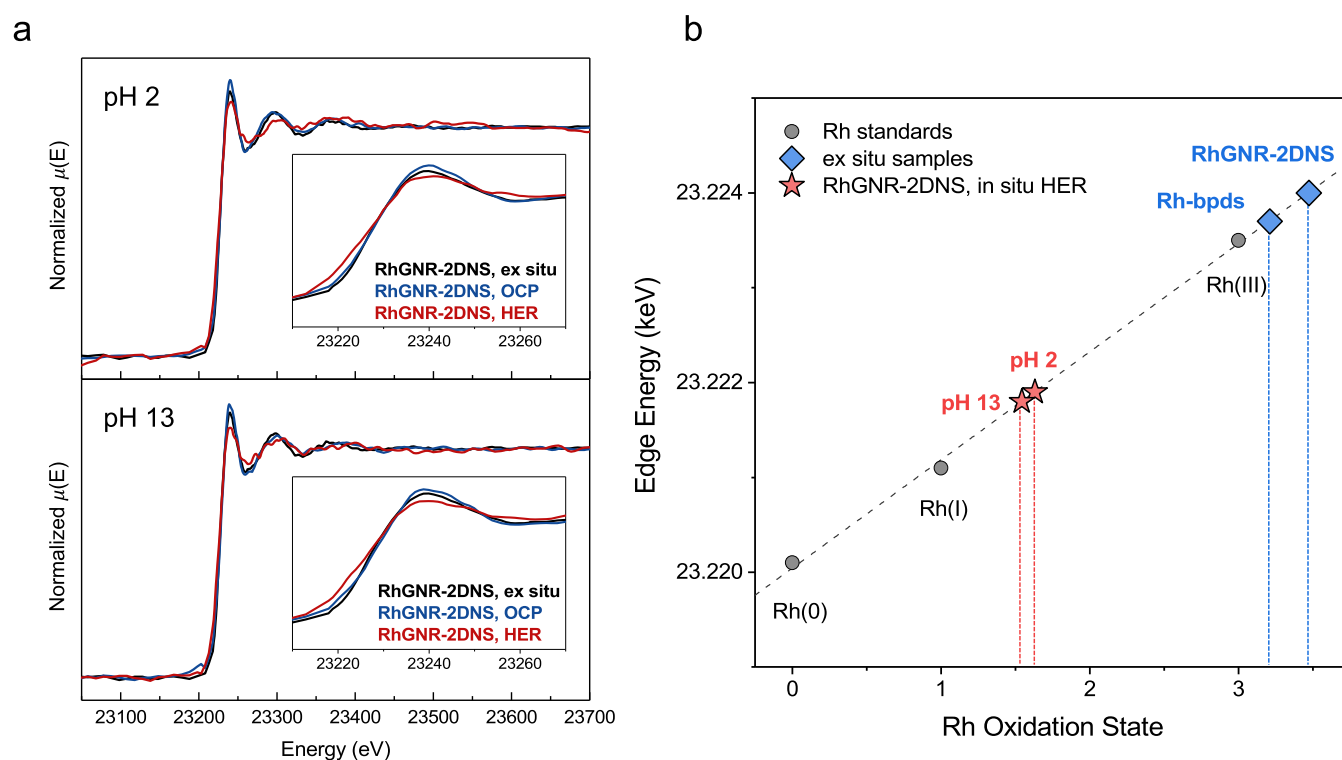 a
pH 2
Normalized μ(E)
RhGNR-2DNS, ex situ
RhGNR-2DNS, OCP
RhGNR-2DNS, HER
23220 23240 23260
pH 13
Normalized μ(E)
RhGNR-2DNS, ex situ
RhGNR-2DNS, OCP
RhGNR-2DNS, HER
23220 23240 23260
23100 23200 23300 23400 23500 23600 23700
Energy (eV)
b
Rh standards
ex situ samples
RhGNR-2DNS, in situ HER
RhGNR-2DNS
Rh-bpds
Rh(III)
pH 2
pH 13
Rh(I)
Rh(0)
23.224
23.222
23.220
Edge Energy (keV)
0 1 2 3
Rh Oxidation State